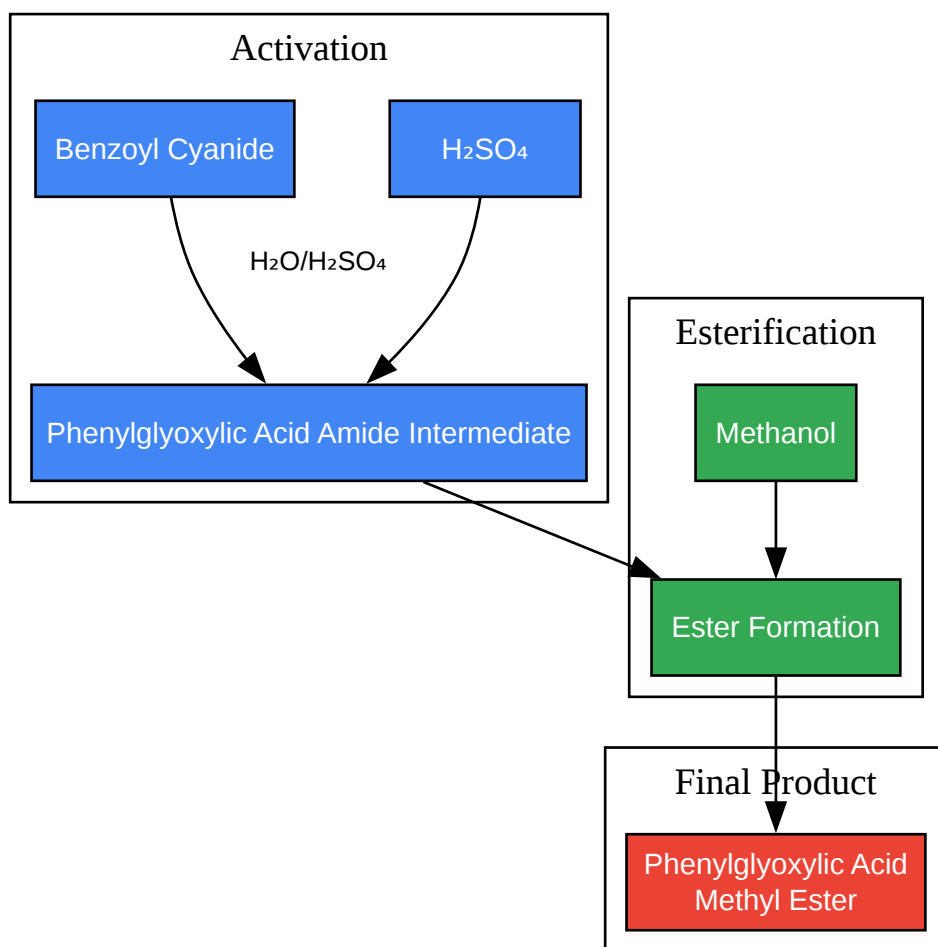 Activation
Benzoyl Cyanide
H₂SO₄
H₂O/H₂SO₄
Phenylglyoxylic Acid Amide Intermediate
Esterification
Methanol
Ester Formation
Final Product
Phenylglyoxylic Acid
Methyl Ester